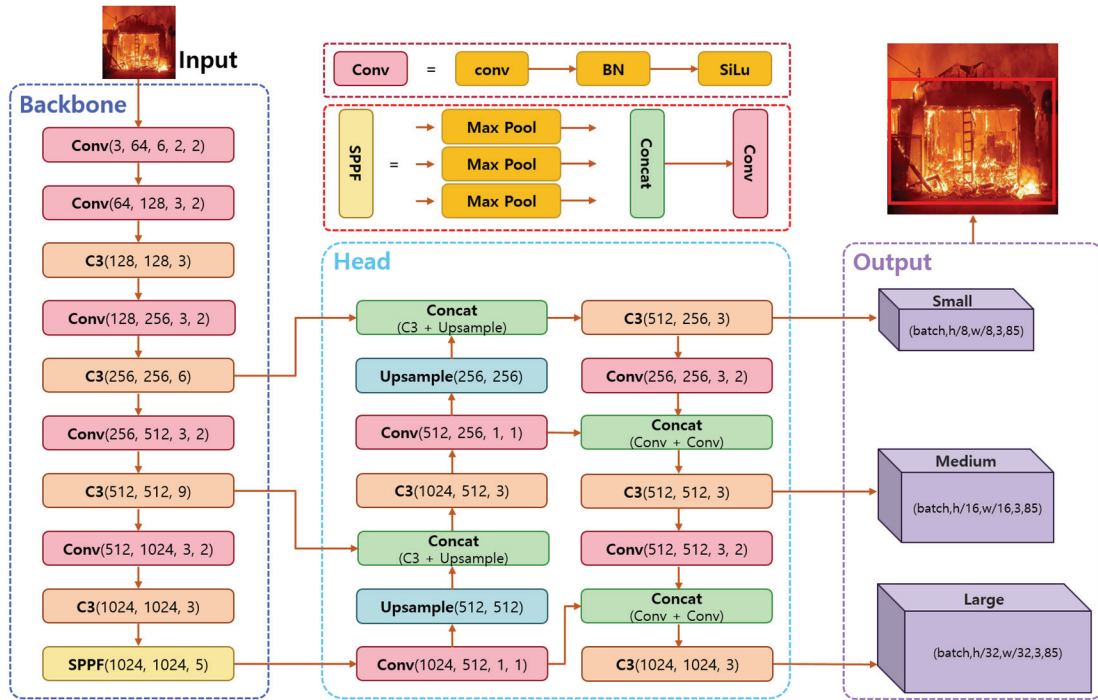 Input
Backbone
Conv(3, 64, 6, 2, 2)
Conv(64, 128, 3, 2)
C3(128, 128, 3)
Conv(128, 256, 3, 2)
C3(256, 256, 6)
Conv(256, 512, 3, 2)
C3(512, 512, 9)
Conv(512, 1024, 3, 2)
C3(1024, 1024, 3)
SPPF(1024, 1024, 5)
Conv
=
conv
BN
SiLu
SPPF
=
Max Pool
Max Pool
Max Pool
Concat
Conv
Head
Concat
(C3 + Upsample)
Upsample(256, 256)
Conv(512, 256, 1, 1)
C3(1024, 512, 3)
Concat
(C3 + Upsample)
Upsample(512, 512)
Conv(1024, 512, 1, 1)
C3(512, 256, 3)
Conv(256, 256, 3, 2)
Concat
(Conv + Conv)
C3(512, 512, 3)
Conv(512, 512, 3, 2)
Concat
(Conv + Conv)
C3(1024, 1024, 3)
Output
Small
(batch,h/8,w/8,3,85)
Medium
(batch,h/16,w/16,3,85)
Large
(batch,h/32,w/32,3,85)